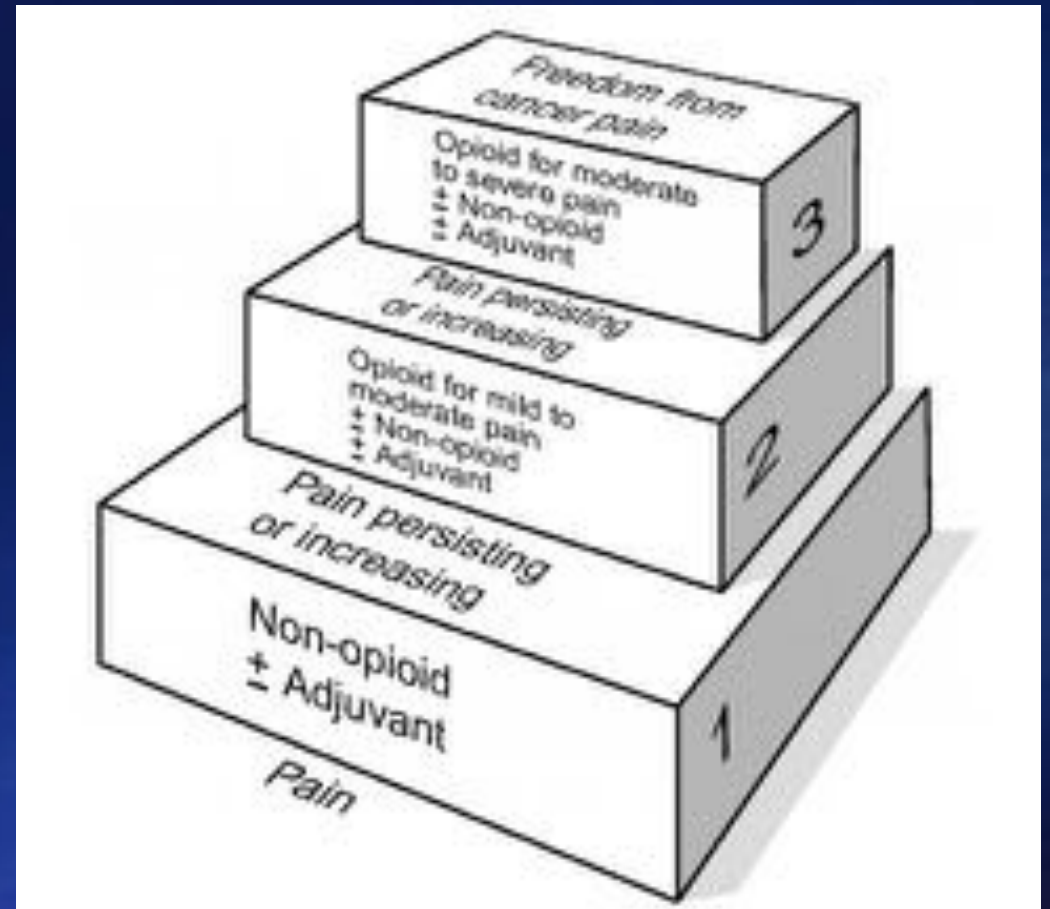 Freedom from
cancer pain
Opioid for moderate
to severe pain
± Non-opioid
± Adjuvant
3
Pain persisting
or increasing
Opioid for mild to
moderate pain
± Non-opioid
± Adjuvant
2
Pain persisting
or increasing
Non-opioid
± Adjuvant
1
Pain